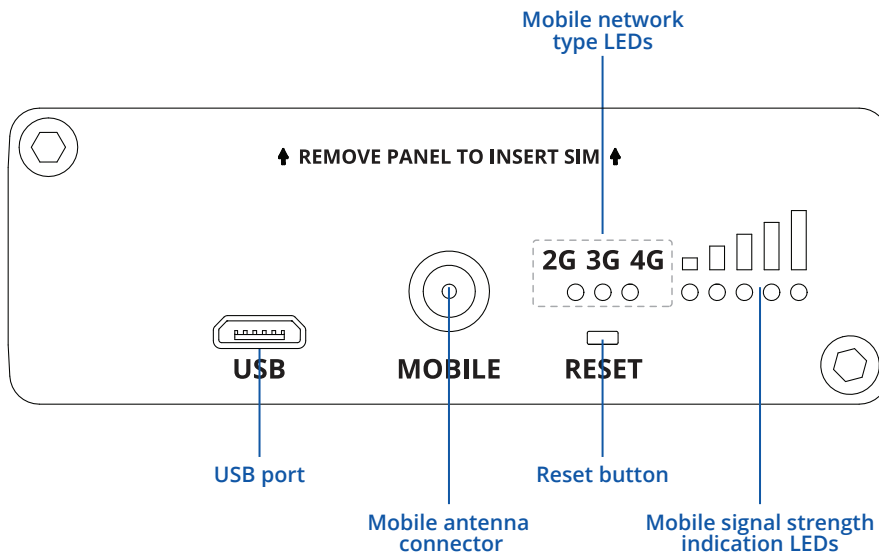 Mobile network
type LEDs
REMOVE PANEL TO INSERT SIM
2G 3G 4G
USB
MOBILE
RESET
USB port
Reset button
Mobile antenna
connector
Mobile signal strength
indication LEDs